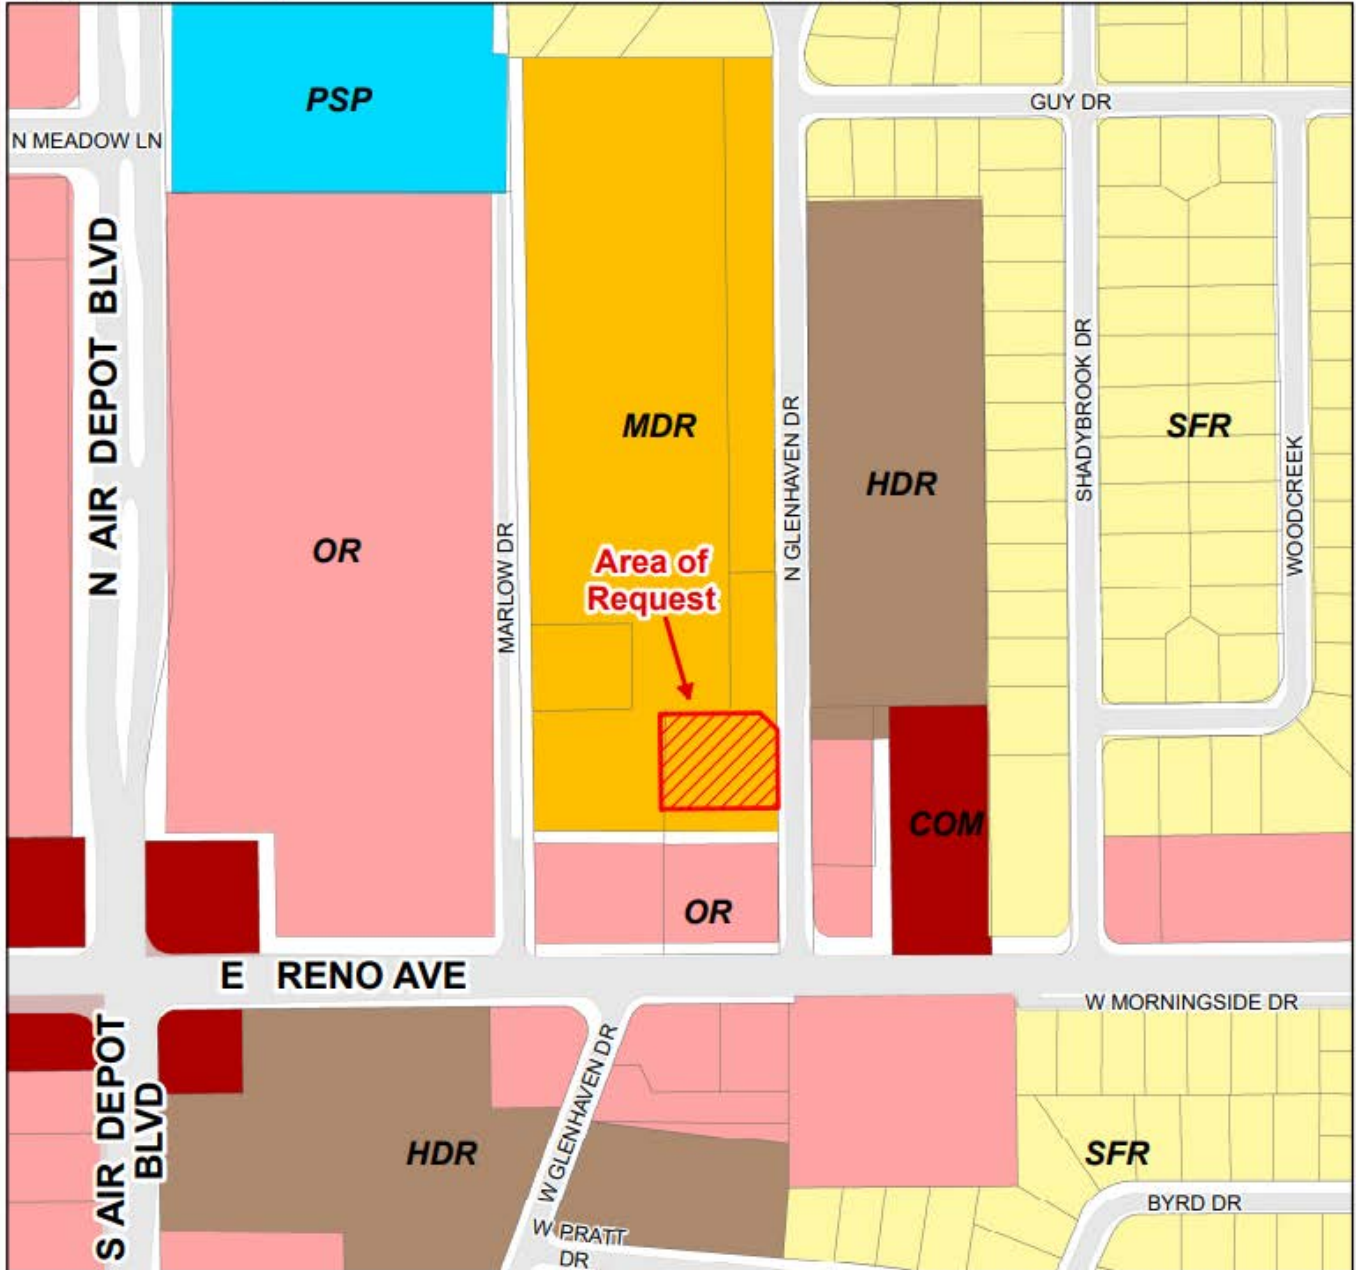 PSP
GUY DR
N MEADOW LN
N AIR DEPOT BLVD
MDR
SHADYBROOK DR
SFR
N GLENHAVEN DR
WOODCREEK
HDR
OR
MARLOW DR
Area of
Request
COM
OR
E RENO AVE
W MORNINGSIDE DR
S AIR DEPOT
BLVD
W GLENHAVEN DR
HDR
SFR
BYRD DR
W PRATT
DR